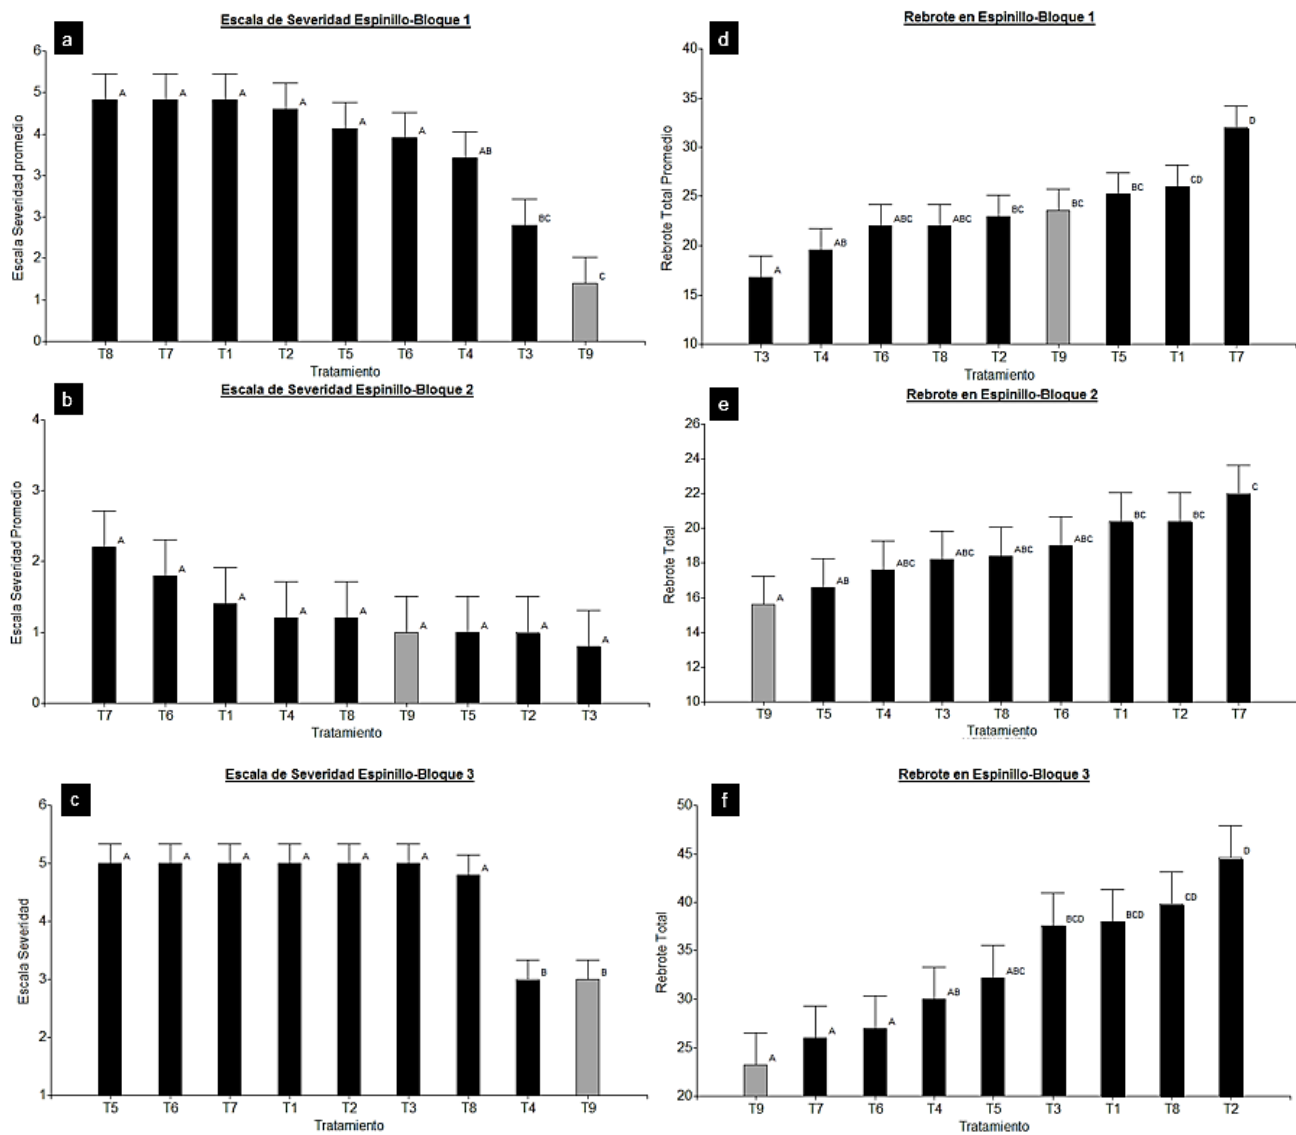 a
Escala de Severidad Espinillo-Bloque 1
Escala Severidad promedio
6
5
4
3
2
1
0
A
A
A
A
A
A
AB
BC
C
T8 T7 T1 T2 T5 T6 T4 T3 T9
Tratamiento
d
Rebrote en Espinillo-Bloque 1
Rebrote Total Promedio
40
35
30
25
20
15
10
A
AB
ABC
ABC
BC
BC
BC
CD
D
T3 T4 T6 T8 T2 T9 T5 T1 T7
Tratamiento
b
Escala de Severidad Espinillo-Bloque 2
Escala Severidad Promedio
4
3
2
1
0
A
A
A
A
A
A
A
A
A
T7 T6 T1 T4 T8 T9 T5 T2 T3
Tratamiento
e
Rebrote en Espinillo-Bloque 2
Rebrote Total
26
24
22
20
18
16
14
12
10
A
AB
ABC
ABC
ABC
ABC
BC
BC
C
T9 T5 T4 T3 T8 T6 T1 T2 T7
Tratamiento
c
Escala de Severidad Espinillo-Bloque 3
Escala Severidad
6
5
4
3
2
1
A
A
A
A
A
A
A
B
B
T5 T6 T7 T1 T2 T3 T8 T4 T9
Tratamiento
f
Rebrote en Espinillo-Bloque 3
Rebrote Total
50
45
40
35
30
25
20
A
A
A
AB
ABC
BCD
BCD
CD
D
T9 T7 T6 T4 T5 T3 T1 T8 T2
Tratamiento